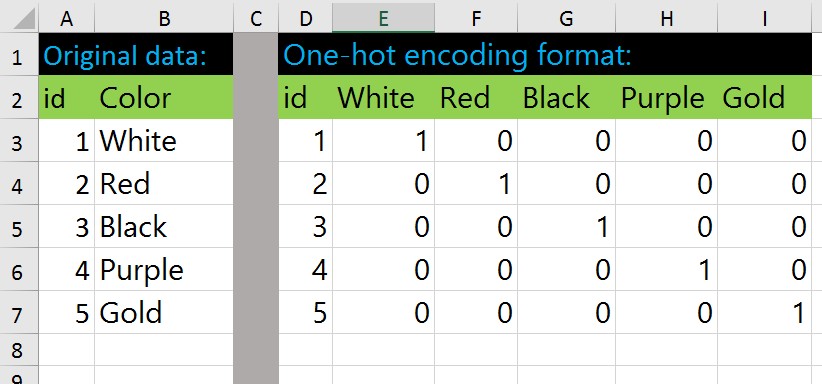 A B C D E F G H I
1 Original data: One-hot encoding format:
2 id Color id White Red Black Purple Gold
3 1 White 1 1 0 0 0 0
4 2 Red 2 0 1 0 0 0
5 3 Black 3 0 0 1 0 0
6 4 Purple 4 0 0 0 1 0
7 5 Gold 5 0 0 0 0 1
8
9